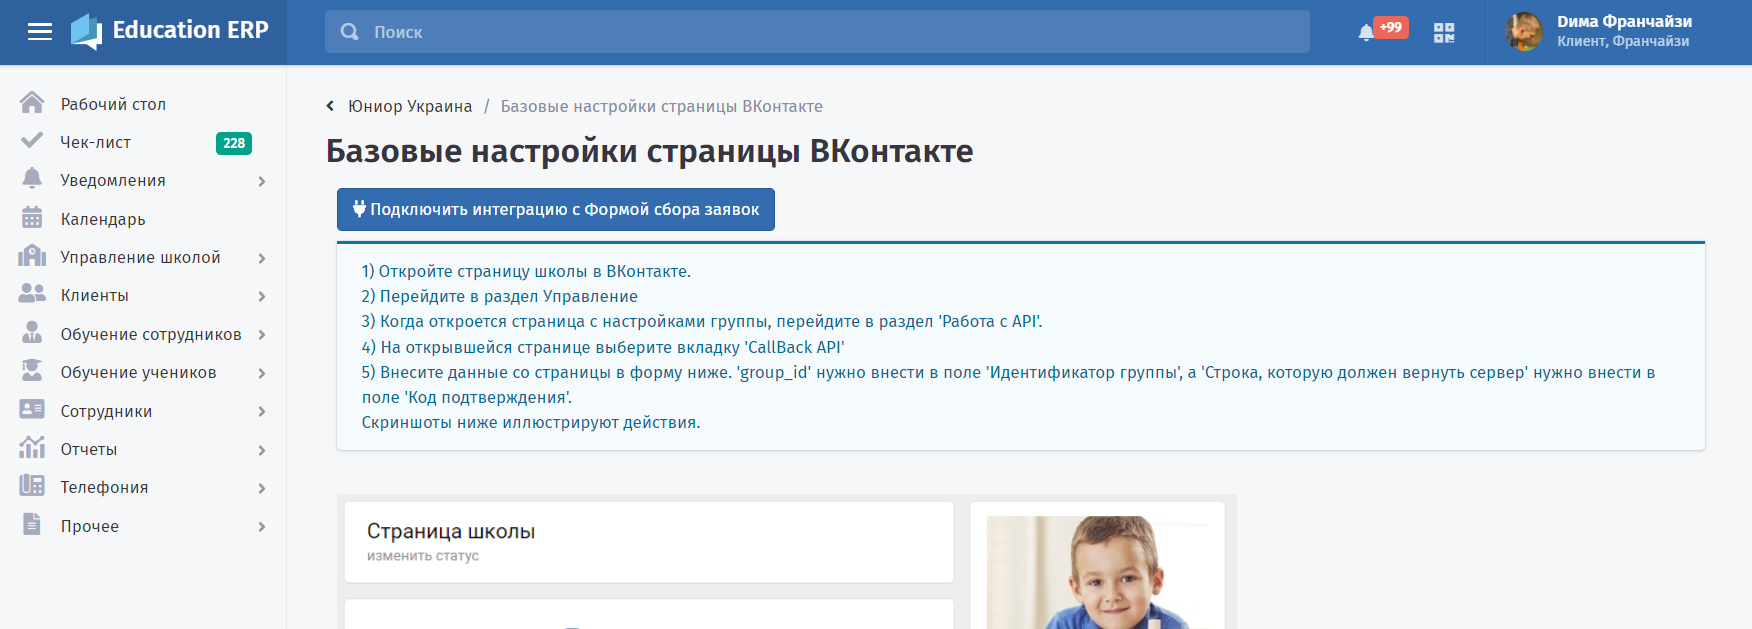 Education ERP
Поиск
+99
Dима Франчайзи
Клиент, Франчайзи
Рабочий стол
Чек-лист
228
Уведомления
Календарь
Управление школой
Клиенты
Обучение сотрудников
Обучение учеников
Сотрудники
Отчеты
Телефония
Прочее
Юниор Украина / Базовые настройки страницы ВКонтакте
Базовые настройки страницы ВКонтакте
Подключить интеграцию с Формой сбора заявок
1) Откройте страницу школы в ВКонтакте.
2) Перейдите в раздел Управление
3) Когда откроется страница с настройками группы, перейдите в раздел 'Работа с API'.
4) На открывшейся странице выберите вкладку 'CallBack API'
5) Внесите данные со страницы в форму ниже. 'group_id' нужно внести в поле 'Идентификатор группы', а 'Строка, которую должен вернуть сервер' нужно внести в
поле 'Код подтверждения'.
Скриншоты ниже иллюстрируют действия.
Страница школы
изменить статус